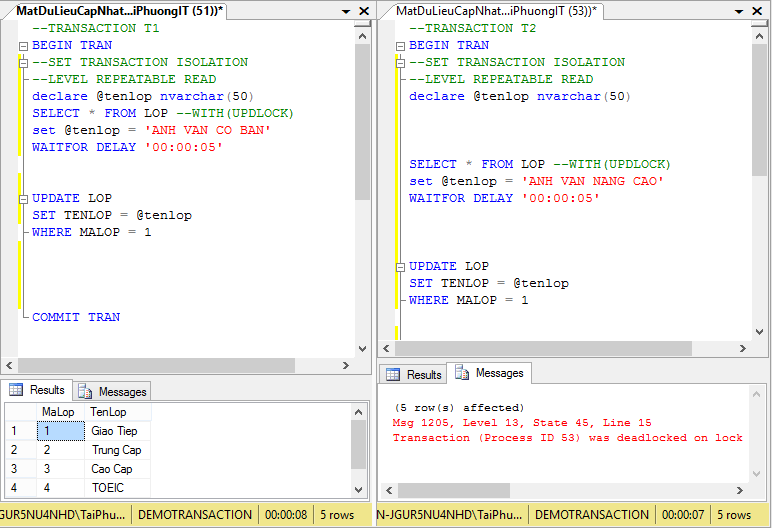 MatDuLieuCapNhat...iPhuongIT (51))*
--TRANSACTION T1
BEGIN TRAN
--SET TRANSACTION ISOLATION
--LEVEL REPEATABLE READ
declare @tenlop nvarchar(50)
SELECT * FROM LOP --WITH(UPDLOCK)
set @tenlop = 'ANH VAN CO BAN'
WAITFOR DELAY '00:00:05'
UPDATE LOP
SET TENLOP = @tenlop
WHERE MALOP = 1
COMMIT TRAN
Results Messages
MaLop TenLop
1 1 Giao Tiep
2 2 Trung Cap
3 3 Cao Cap
4 4 TOEIC
GUR5NU4NHD\TaiPhu... DEMOTRANSACTION 00:00:08 5 rows
MatDuLieuCapNhat...iPhuongIT (53))*
--TRANSACTION T2
BEGIN TRAN
--SET TRANSACTION ISOLATION
--LEVEL REPEATABLE READ
declare @tenlop nvarchar(50)
SELECT * FROM LOP --WITH(UPDLOCK)
set @tenlop = 'ANH VAN NANG CAO'
WAITFOR DELAY '00:00:05'
UPDATE LOP
SET TENLOP = @tenlop
WHERE MALOP = 1
Results Messages
(5 row(s) affected)
Msg 1205, Level 13, State 45, Line 15
Transaction (Process ID 53) was deadlocked on lock
N-JGUR5NU4NHD\TaiPhu... DEMOTRANSACTION 00:00:07 5 rows